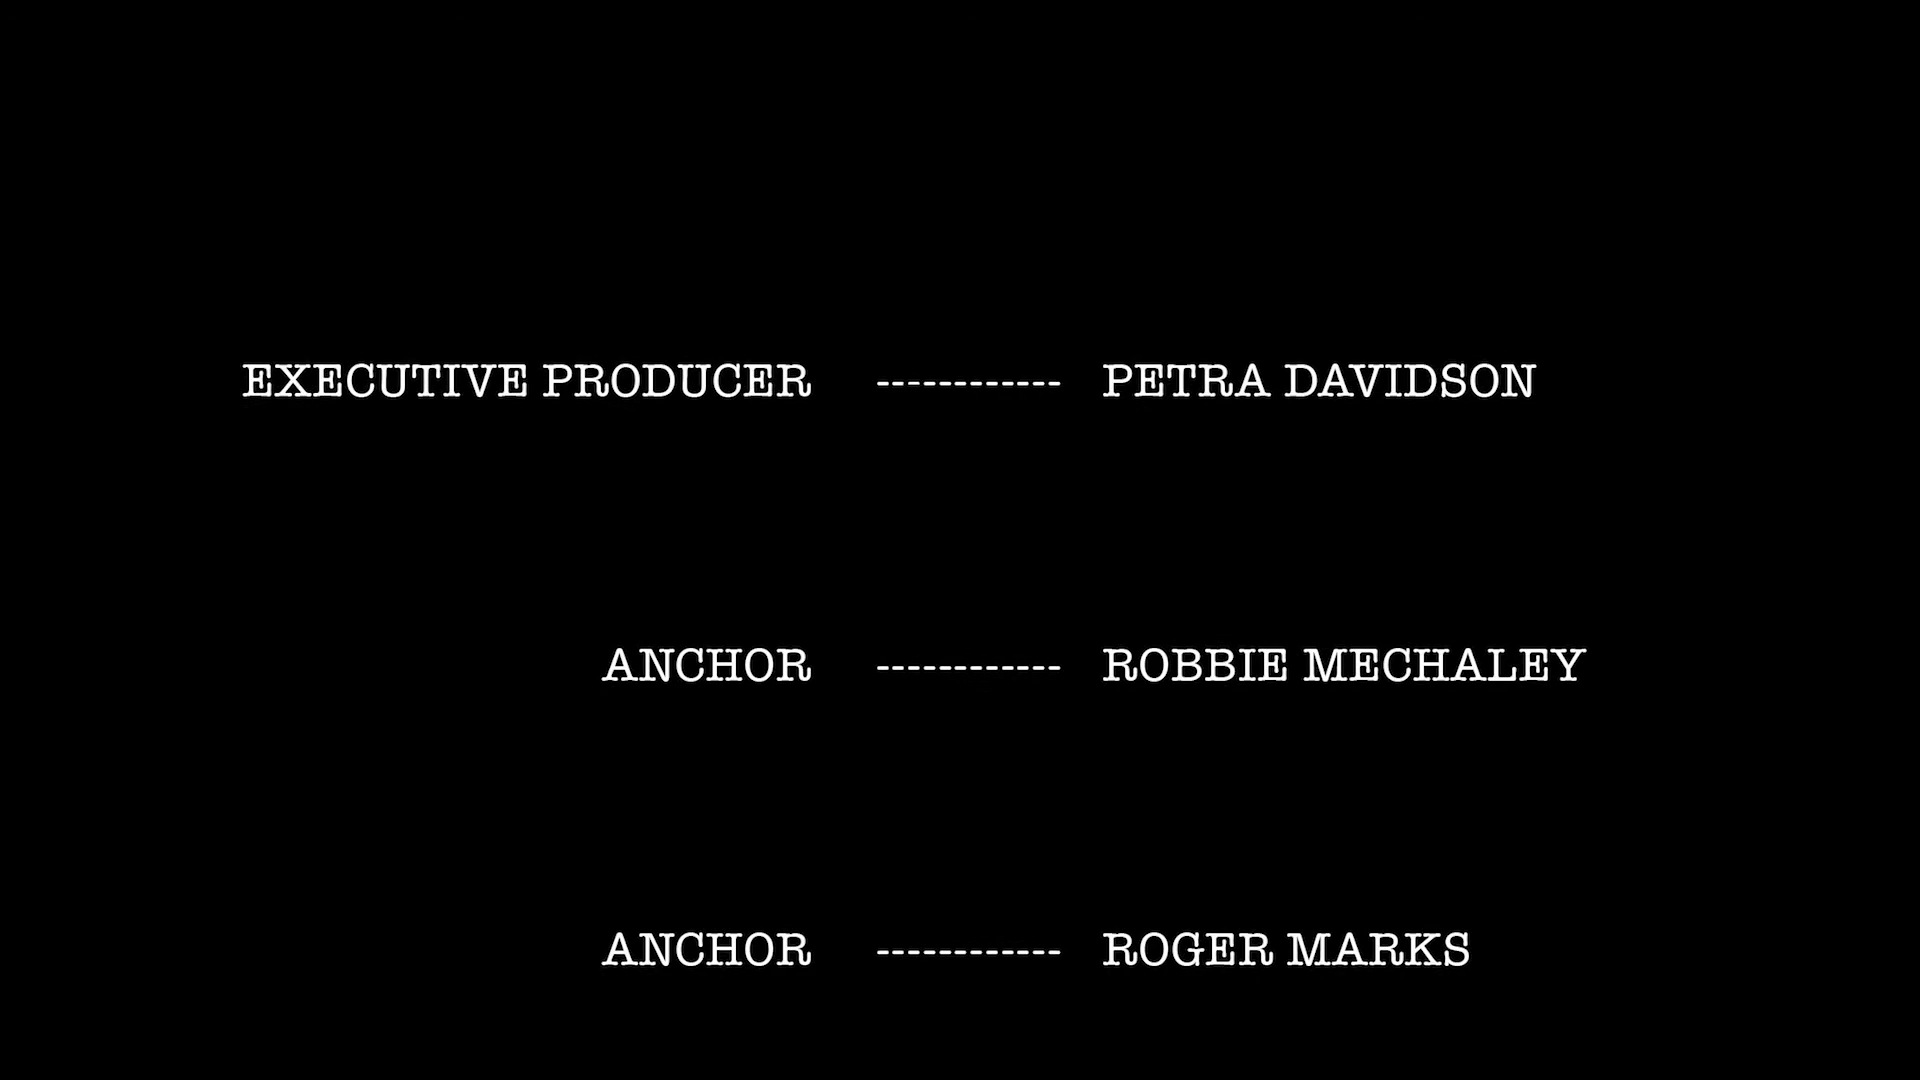 EXECUTIVE PRODUCER ------------ PETRA DAVIDSON
ANCHOR ------------ ROBBIE MECHALEY
ANCHOR ------------ ROGER MARKS